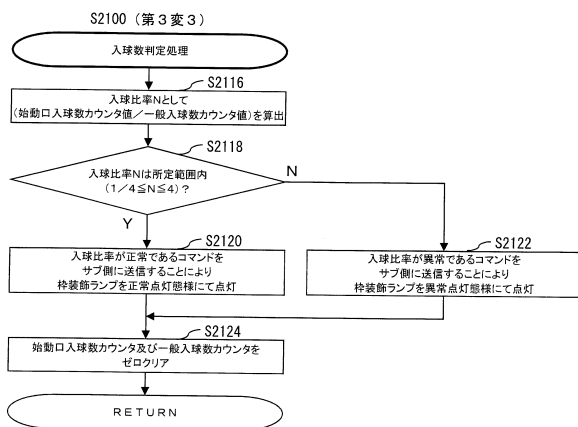 S2100（第３変３）
入球数判定処理
S2116
入球比率Nとして
(始動口入球数カウンタ値／一般入球数カウンタ値)を算出
S2118
入球比率Nは所定範囲内
(１／４≦N≦４)？
N
Y
S2120
入球比率が正常であるコマンドを
サブ側に送信することにより
枠装飾ランプを正常点灯態様にて点灯
S2122
入球比率が異常であるコマンドを
サブ側に送信することにより
枠装飾ランプを異常点灯態様にて点灯
S2124
始動口入球数カウンタ及び一般入球数カウンタを
ゼロクリア
ＲＥＴＵＲＮ